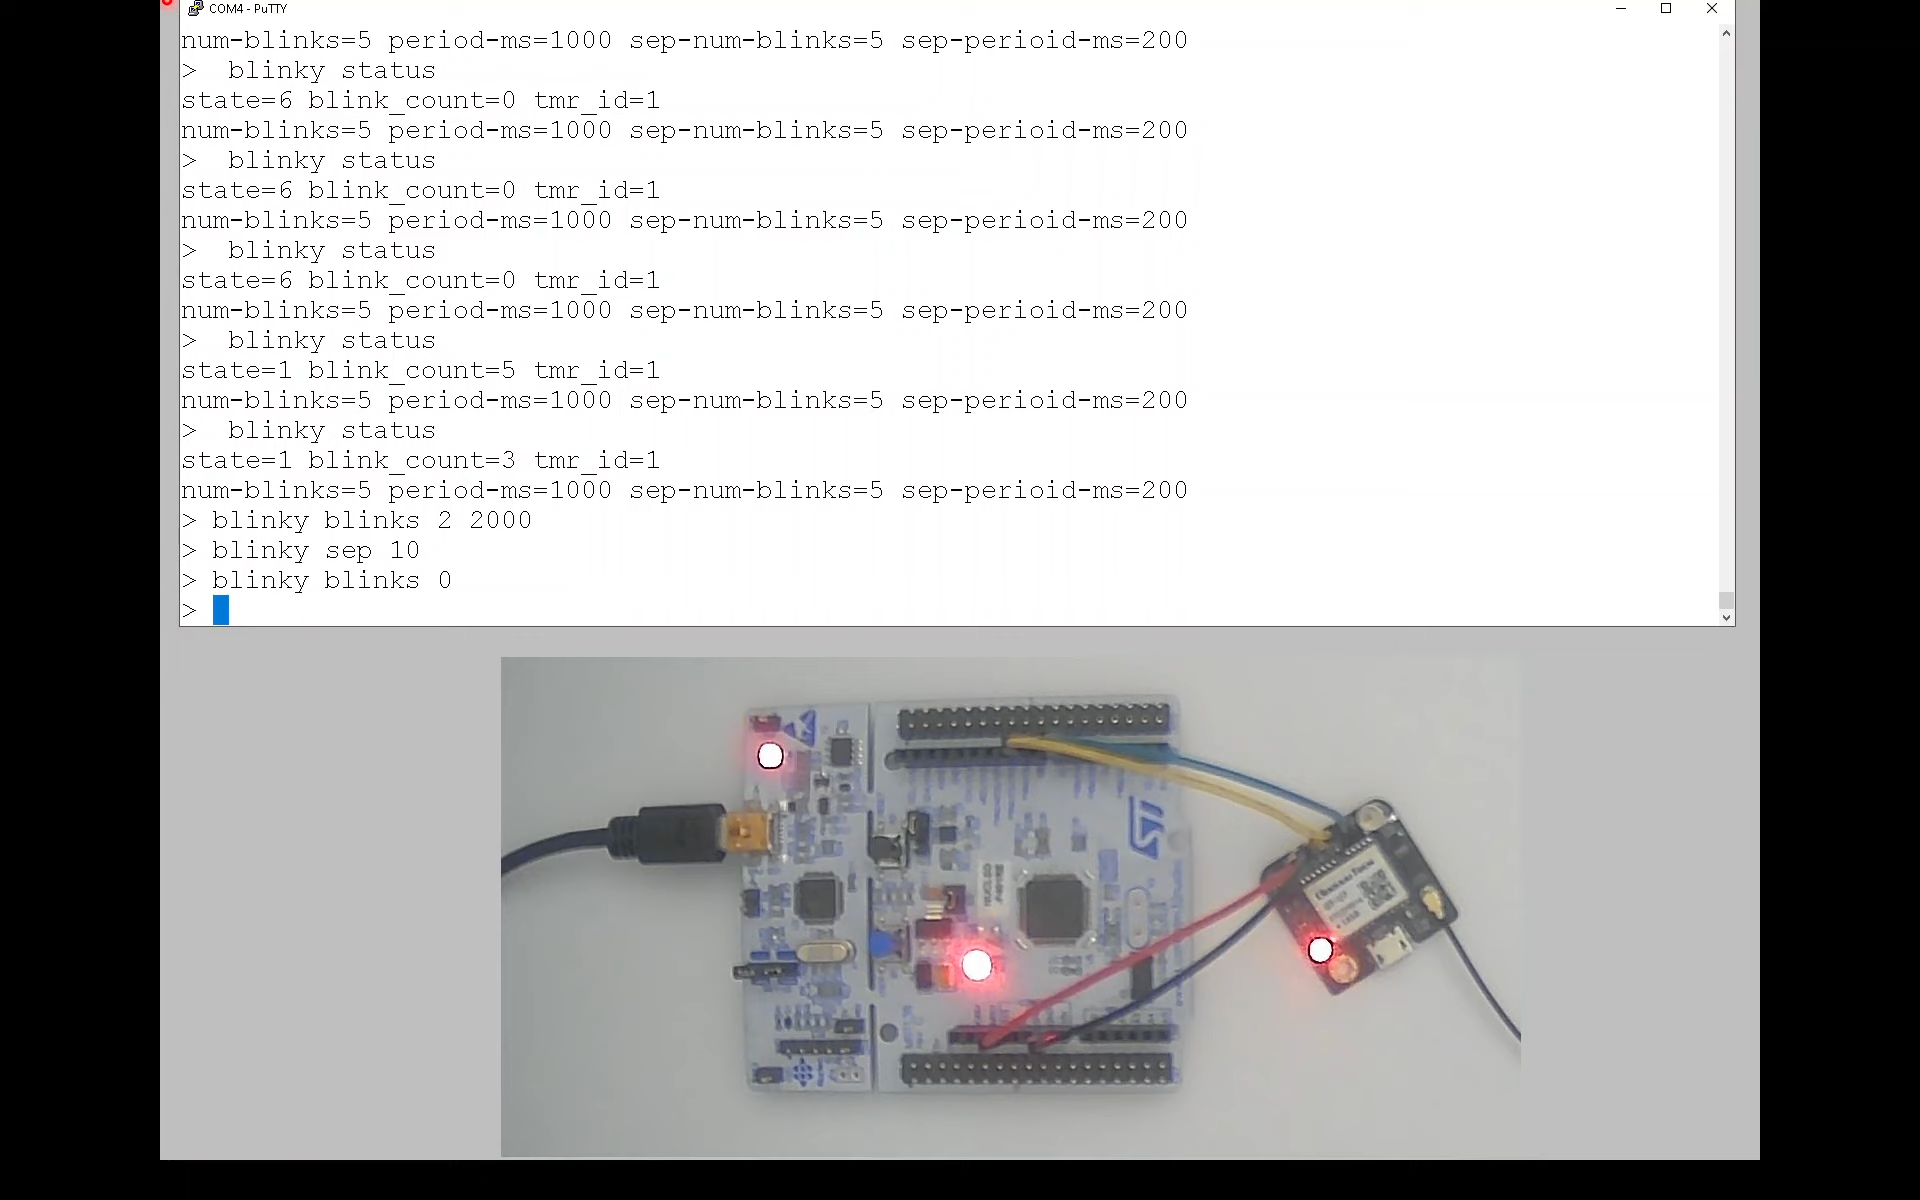 COM4 - PuTTY
num-blinks=5 period-ms=1000 sep-num-blinks=5 sep-perioid-ms=200
>  blinky status
state=6 blink_count=0 tmr_id=1
num-blinks=5 period-ms=1000 sep-num-blinks=5 sep-perioid-ms=200
>  blinky status
state=6 blink_count=0 tmr_id=1
num-blinks=5 period-ms=1000 sep-num-blinks=5 sep-perioid-ms=200
>  blinky status
state=6 blink_count=0 tmr_id=1
num-blinks=5 period-ms=1000 sep-num-blinks=5 sep-perioid-ms=200
>  blinky status
state=1 blink_count=5 tmr_id=1
num-blinks=5 period-ms=1000 sep-num-blinks=5 sep-perioid-ms=200
>  blinky status
state=1 blink_count=3 tmr_id=1
num-blinks=5 period-ms=1000 sep-num-blinks=5 sep-perioid-ms=200
> blinky blinks 2 2000
> blinky sep 10
> blinky blinks 0
>
ST